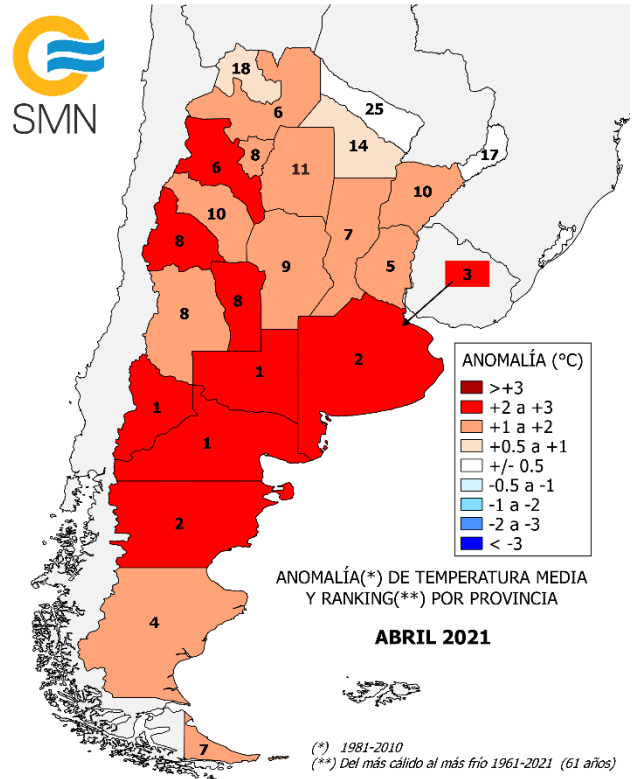 SMN
18
6
25
14
8
11
17
6
10
10
8
7
9
5
3
8
8
2
1
1
1
2
4
7
ANOMALÍA (°C)
>+3
+2 a +3
+1 a +2
+0.5 a +1
+/- 0.5
-0.5 a -1
-1 a -2
-2 a -3
< -3
ANOMALÍA(*) DE TEMPERATURA MEDIA
Y RANKING(**) POR PROVINCIA
ABRIL 2021
(*) 1981-2010
(**) Del más cálido al más frío 1961-2021 (61 años)